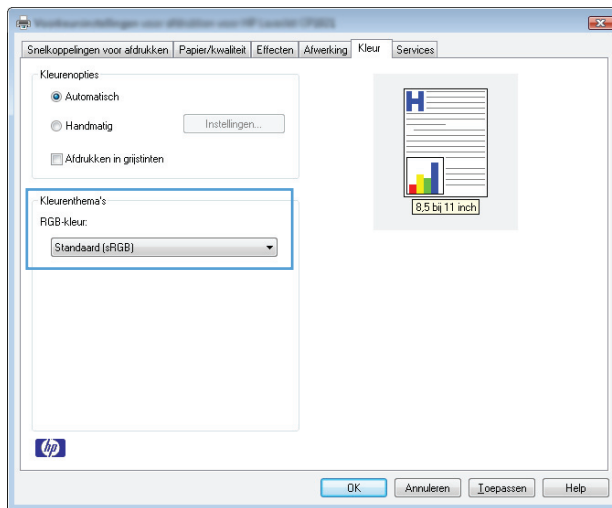 Snelkoppelingen voor afdrukken Papier/kwaliteit Effecten Afwerking Kleur Services
Kleurenopties
Automatisch
Handmatig Instellingen...
Afdrukken in grijstinten
H
8,5 bij 11 inch
Kleurenthema's
RGB-kleur:
Standaard (sRGB)
hp
OK Annuleren Toepassen Help